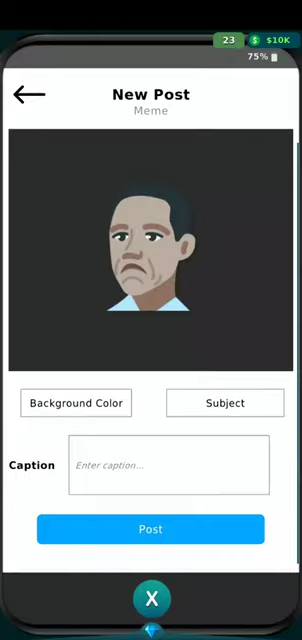 23 $ $10K
75%
New Post
Meme
Background Color Subject
Caption Enter caption...
Post
X